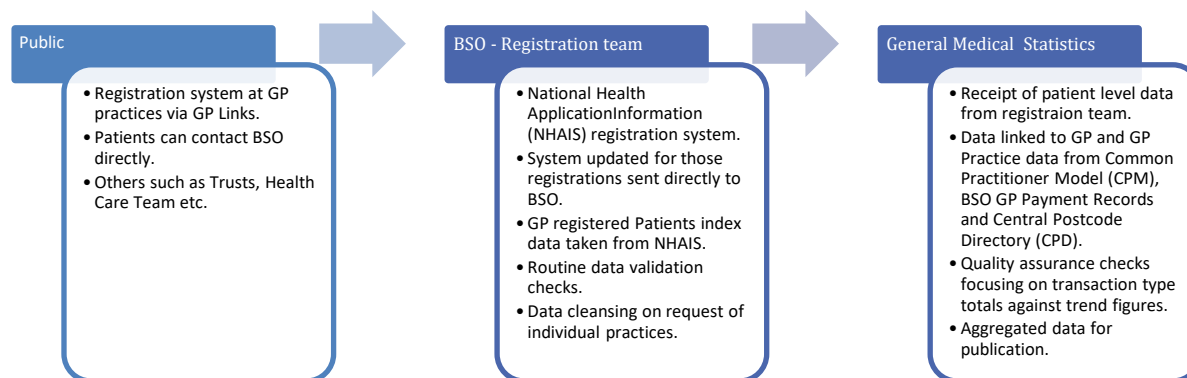 Public
• Registration system at GP
practices via GP Links.
• Patients can contact BSO
directly.
• Others such as Trusts, Health
Care Team etc.
BSO - Registration team
• National Health
ApplicationInformation
(NHAIS) registration system.
• System updated for those
registrations sent directly to
BSO.
• GP registered Patients index
data taken from NHAIS.
• Routine data validation
checks.
• Data cleansing on request of
individual practices.
General Medical Statistics
• Receipt of patient level data
from registraion team.
• Data linked to GP and GP
Practice data from Common
Practitioner Model (CPM),
BSO GP Payment Records
and Central Postcode
Directory (CPD).
• Quality assurance checks
focusing on transaction type
totals against trend figures.
• Aggregated data for
publication.